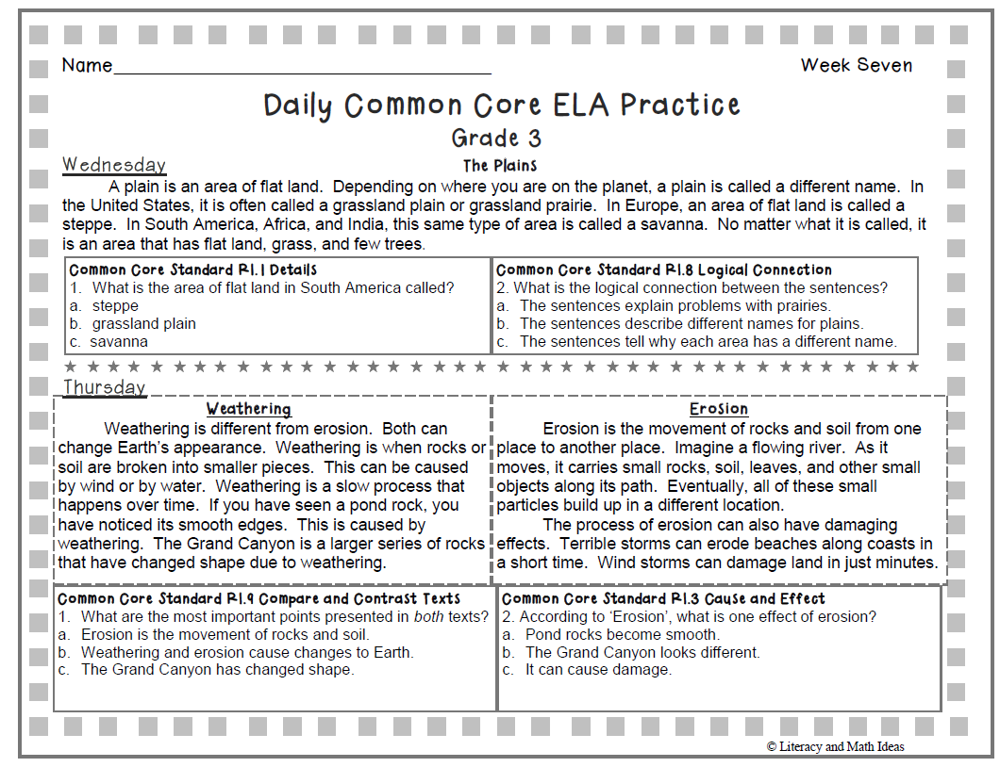 Name
Week Seven
Daily Common Core ELA Practice
Grade 3
Wednesday
The Plains
A plain is an area of flat land. Depending on where you are on the planet, a plain is called a different name. In
the United States, it is often called a grassland plain or grassland prairie. In Europe, an area of flat land is called a
steppe. In South America, Africa, and India, this same type of area is called a savanna. No matter what it is called, it
is an area that has flat land, grass, and few trees.
Common Core Standard RI.1 Details
1. What is the area of flat land in South America called?
a. steppe
b. grassland plain
c. savanna
Common Core Standard RI.8 Logical Connection
2. What is the logical connection between the sentences?
a. The sentences explain problems with prairies.
b. The sentences describe different names for plains.
c. The sentences tell why each area has a different name.
Thursday
Weathering
Weathering is different from erosion. Both can
change Earth's appearance. Weathering is when rocks or
soil are broken into smaller pieces. This can be caused
by wind or by water. Weathering is a slow process that
happens over time. If you have seen a pond rock, you
have noticed its smooth edges. This is caused by
weathering. The Grand Canyon is a larger series of rocks
that have changed shape due to weathering.
Erosion
Erosion is the movement of rocks and soil from one
place to another place. Imagine a flowing river. As it
moves, it carries small rocks, soil, leaves, and other small
objects along its path. Eventually, all of these small
particles build up in a different location.
The process of erosion can also have damaging
effects. Terrible storms can erode beaches along coasts in
a short time. Wind storms can damage land in just minutes.
Common Core Standard RI.9 Compare and Contrast Texts
1. What are the most important points presented in both texts?
a. Erosion is the movement of rocks and soil.
b. Weathering and erosion cause changes to Earth.
c. The Grand Canyon has changed shape.
Common Core Standard RI.3 Cause and Effect
2. According to 'Erosion', what is one effect of erosion?
a. Pond rocks become smooth.
b. The Grand Canyon looks different.
c. It can cause damage.
© Literacy and Math Ideas